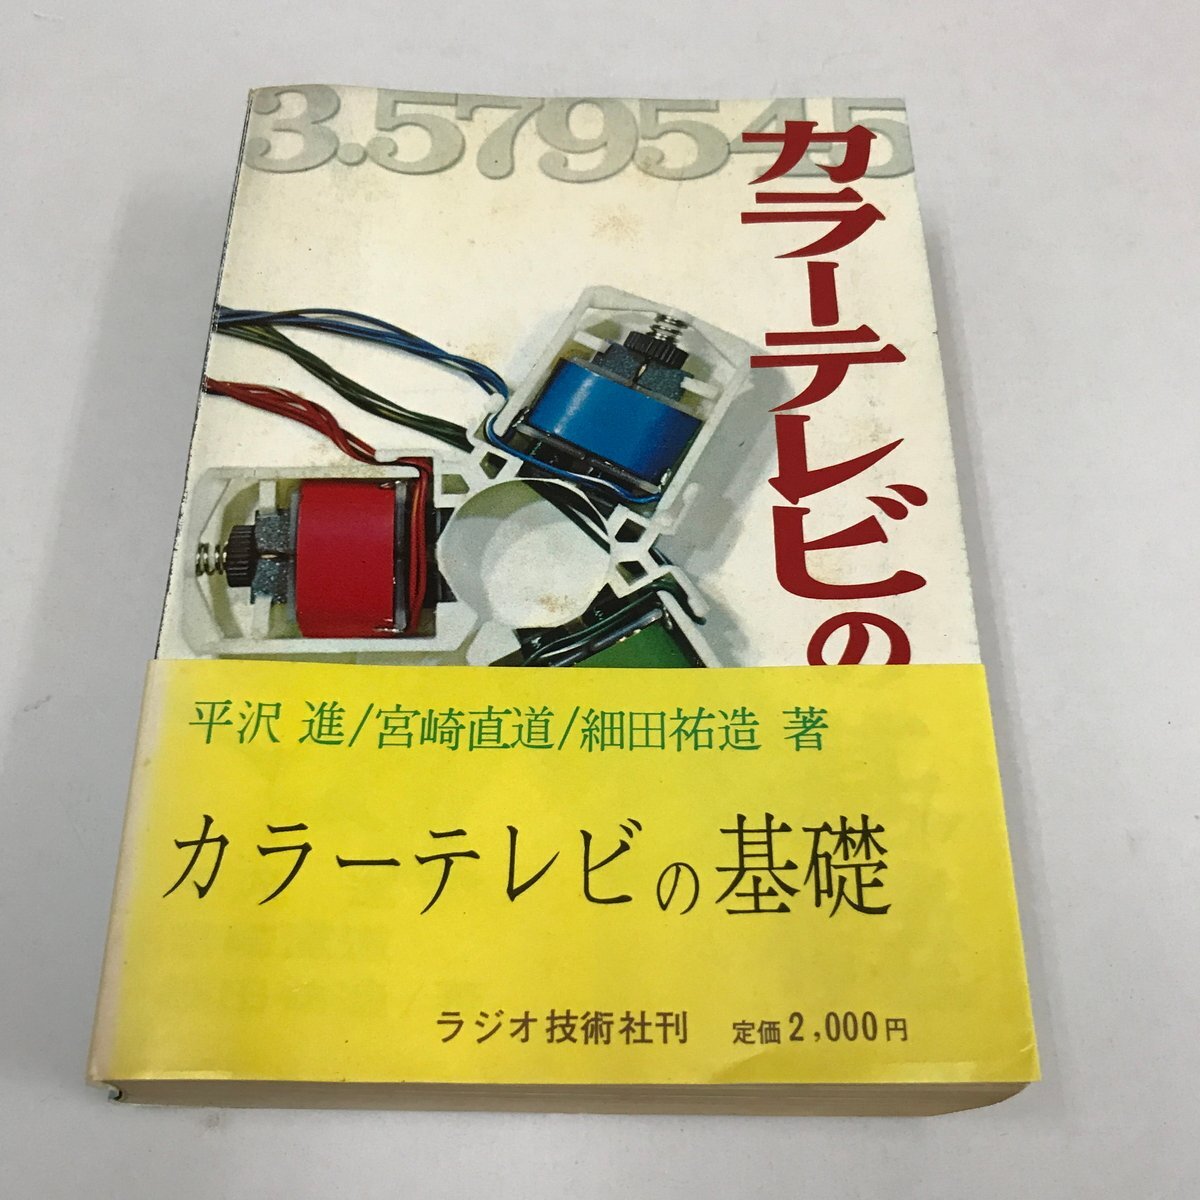 3.579545
カラーテレビの
平沢 進/宮崎直道/細田祐造 著
カラーテレビの基礎
ラジオ技術社刊 定価2,000円